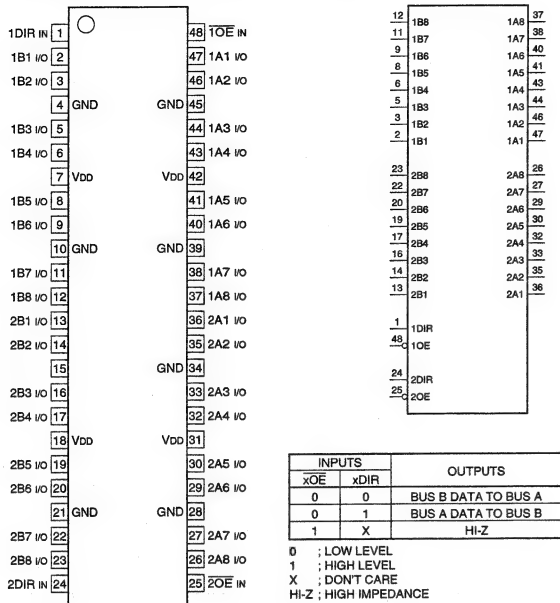 1DIR IN 1 48 1OE IN
1B1 I/O 2 47 1A1 I/O
1B2 I/O 3 46 1A2 I/O
4 GND GND 45
1B3 I/O 5 44 1A3 I/O
1B4 I/O 6 43 1A4 I/O
7 VDD VDD 42
1B5 I/O 8 41 1A5 I/O
1B6 I/O 9 40 1A6 I/O
10 GND GND 39
1B7 I/O 11 38 1A7 I/O
1B8 I/O 12 37 1A8 I/O
2B1 I/O 13 36 2A1 I/O
2B2 I/O 14 35 2A2 I/O
15 GND 34
2B3 I/O 16 33 2A3 I/O
2B4 I/O 17 32 2A4 I/O
18 VDD VDD 31
2B5 I/O 19 30 2A5 I/O
2B6 I/O 20 29 2A6 I/O
21 GND GND 28
2B7 I/O 22 27 2A7 I/O
2B8 I/O 23 26 2A8 I/O
2DIR IN 24 25 2OE IN
12 1B8 1A8 37
11 1B7 1A7 38
9 1B6 1A6 40
8 1B5 1A5 41
6 1B4 1A4 43
5 1B3 1A3 44
3 1B2 1A2 46
2 1B1 1A1 47
23 2B8 2A8 26
22 2B7 2A7 27
20 2B6 2A6 29
19 2B5 2A5 30
17 2B4 2A4 32
16 2B3 2A3 33
14 2B2 2A2 35
13 2B1 2A1 36
1 1DIR
48 1OE
24 2DIR
25 2OE
INPUTS OUTPUTS
xOE xDIR
0 0 BUS B DATA TO BUS A
0 1 BUS A DATA TO BUS B
1 X HI-Z
0 ; LOW LEVEL
1 ; HIGH LEVEL
X ; DON'T CARE
HI-Z ; HIGH IMPEDANCE